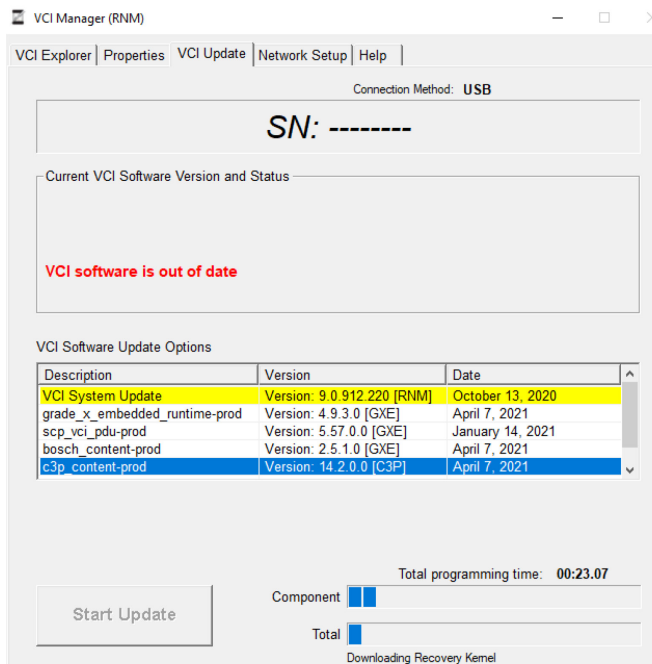 VCI Manager (RNM)
VCI Explorer Properties VCI Update Network Setup Help
Connection Method: USB
SN: --------
Current VCI Software Version and Status
VCI software is out of date
VCI Software Update Options
Description Version Date
VCI System Update Version: 9.0.912.220 [RNM] October 13, 2020
grade_x_embedded_runtime-prod Version: 4.9.3.0 [GXE] April 7, 2021
scp_vci_pdu-prod Version: 5.57.0.0 [GXE] January 14, 2021
bosch_content-prod Version: 2.5.1.0 [GXE] April 7, 2021
c3p_content-prod Version: 14.2.0.0 [C3P] April 7, 2021
Total programming time: 00:23.07
Component
Start Update
Total
Downloading Recovery Kernel